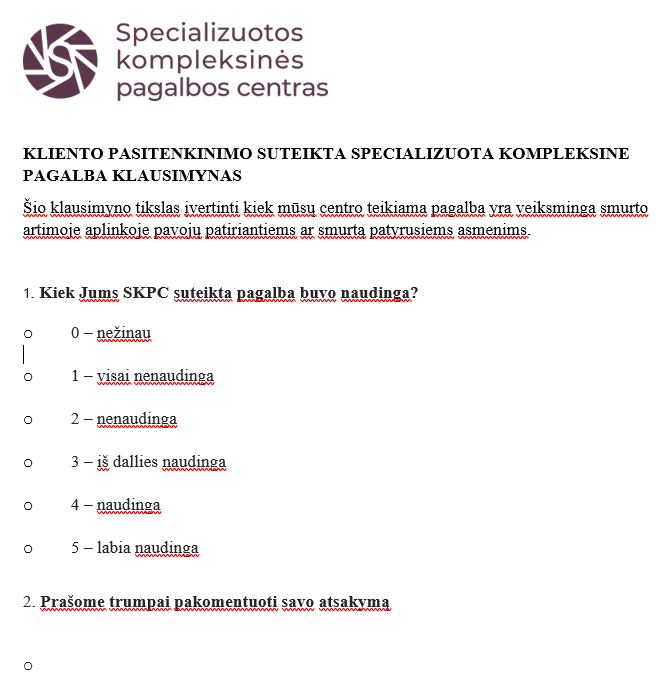 Specializuotos
kompleksinės
pagalbos centras
KLIENTO PASITENKINIMO SUTEIKTA SPECIALIZUOTA KOMPLEKSINE
PAGALBA KLAUSIMYNAS
Šio klausimyno tikslas įvertinti kiek mūsų centro teikiama pagalba yra veiksminga smurto
artimoje aplinkoje pavojų patiriantiems ar smurtą patyrusiems asmenims.
1. Kiek Jums SKPC suteikta pagalba buvo naudinga?
o 0 – nežinau
o 1 – visai nenaudinga
o 2 – nenaudinga
o 3 – iš dallies naudinga
o 4 – naudinga
o 5 – labia naudinga
2. Prašome trumpai pakomentuoti savo atsakymą
o